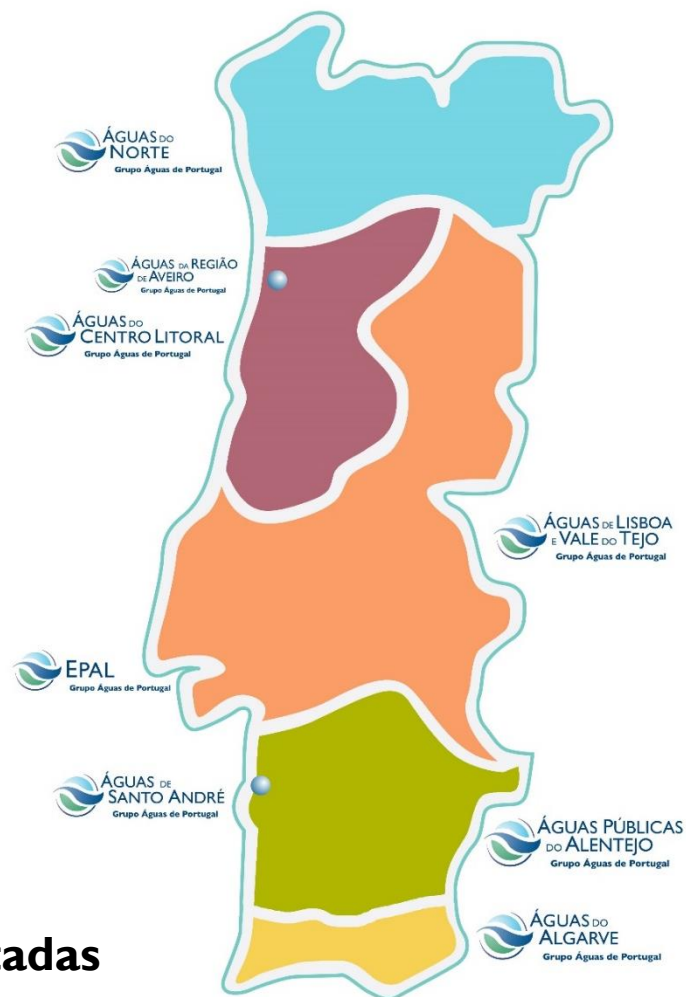 ÁGUAS DO
NORTE
Grupo Águas de Portugal
ÁGUAS DA REGIÃO
DE AVEIRO
Grupo Águas de Portugal
ÁGUAS DO
CENTRO LITORAL
Grupo Águas de Portugal
ÁGUAS DE LISBOA
E VALE DO TEJO
Grupo Águas de Portugal
EPAL
Grupo Águas de Portugal
ÁGUAS DE
SANTO ANDRÉ
Grupo Águas de Portugal
ÁGUAS PÚBLICAS
DO ALENTEJO
Grupo Águas de Portugal
ÁGUAS DO
ALGARVE
Grupo Águas de Portugal